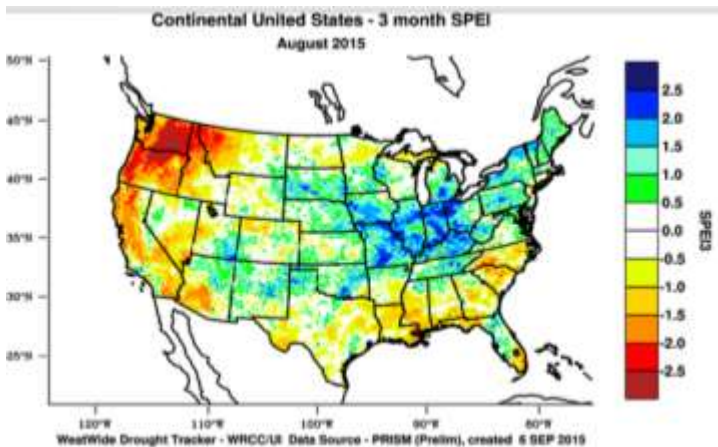 Continental United States - 3 month SPEI
August 2015
50°N
45°N
40°N
35°N
30°N
25°N
2.5
2.0
1.5
1.0
0.5
0.0
-0.5
-1.0
-1.5
-2.0
-2.5
SPEI3
120°W
110°W
100°W
90°W
80°W
WestWide Drought Tracker - WRCC/UI Data Source - PRISM (Prelim), created 6 SEP 2015